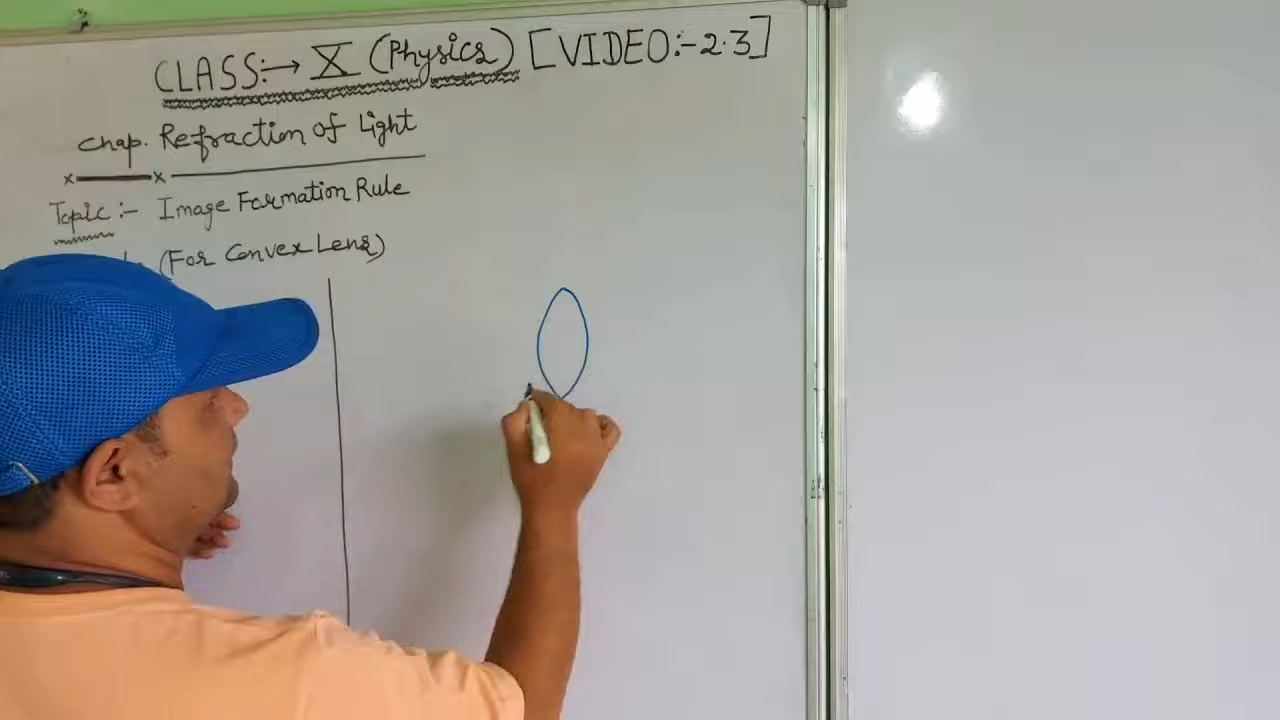 CLASS:→ X (Physics) [VIDEO:-2.3]
Chap. Refraction of Light
Topic :- Image Formation Rule
(For Convex Lens)